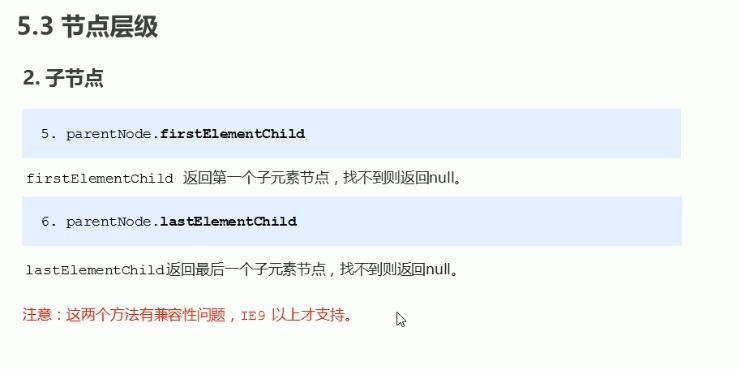 5.3 节点层级
2. 子节点
5. parentNode.firstElementChild
firstElementChild 返回第一个子元素节点，找不到则返回null。
6. parentNode.lastElementChild
lastElementChild返回最后一个子元素节点，找不到则返回null。
注意：这两个方法有兼容性问题，IE9 以上才支持。